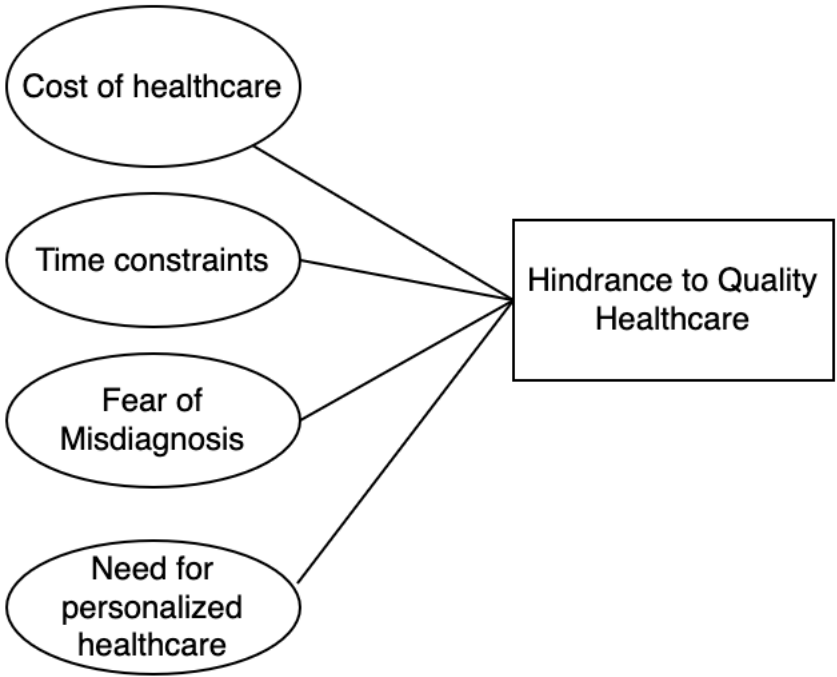 Cost of healthcare
Time constraints
Fear of
Misdiagnosis
Need for
personalized
healthcare
Hindrance to Quality
Healthcare